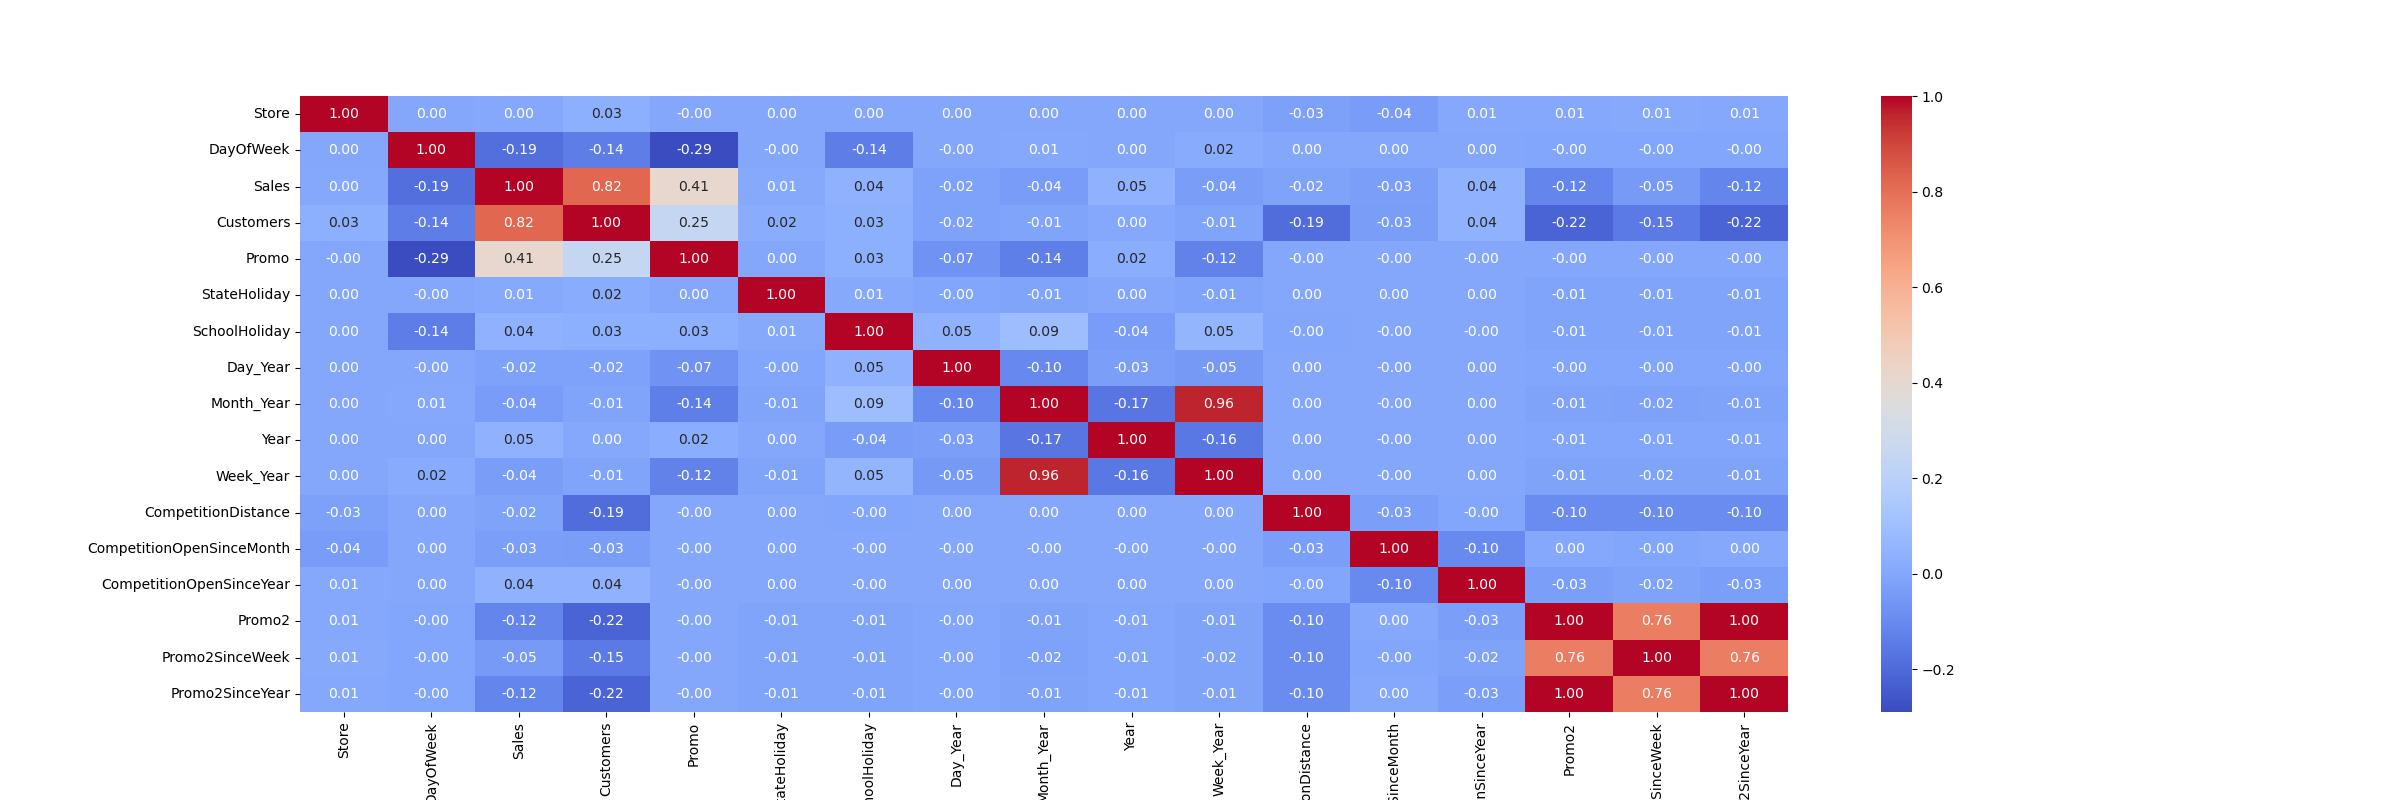 Store 1.00 0.00 0.00 0.03 -0.00 0.00 0.00 0.00 0.00 0.00 0.00 -0.03 -0.04 0.01 0.01 0.01 0.01
DayOfWeek 0.00 1.00 -0.19 -0.14 -0.29 -0.00 -0.14 -0.00 0.01 0.00 0.02 0.00 0.00 0.00 -0.00 -0.00 -0.00
Sales 0.00 -0.19 1.00 0.82 0.41 0.01 0.04 -0.02 -0.04 0.05 -0.04 -0.02 -0.03 0.04 -0.12 -0.05 -0.12
Customers 0.03 -0.14 0.82 1.00 0.25 0.02 0.03 -0.02 -0.01 0.00 -0.01 -0.19 -0.03 0.04 -0.22 -0.15 -0.22
Promo -0.00 -0.29 0.41 0.25 1.00 0.00 0.03 -0.07 -0.14 0.02 -0.12 -0.00 -0.00 -0.00 -0.00 -0.00 -0.00
StateHoliday 0.00 -0.00 0.01 0.02 0.00 1.00 0.01 -0.00 -0.01 0.00 -0.01 0.00 0.00 0.00 -0.01 -0.01 -0.01
SchoolHoliday 0.00 -0.14 0.04 0.03 0.03 0.01 1.00 0.05 0.09 -0.04 0.05 -0.00 -0.00 -0.00 -0.01 -0.01 -0.01
Day_Year 0.00 -0.00 -0.02 -0.02 -0.07 -0.00 0.05 1.00 -0.10 -0.03 -0.05 0.00 -0.00 0.00 -0.00 -0.00 -0.00
Month_Year 0.00 0.01 -0.04 -0.01 -0.14 -0.01 0.09 -0.10 1.00 -0.17 0.96 0.00 -0.00 0.00 -0.01 -0.02 -0.01
Year 0.00 0.00 0.05 0.00 0.02 0.00 -0.04 -0.03 -0.17 1.00 -0.16 0.00 -0.00 0.00 -0.01 -0.01 -0.01
Week_Year 0.00 0.02 -0.04 -0.01 -0.12 -0.01 0.05 -0.05 0.96 -0.16 1.00 0.00 -0.00 0.00 -0.01 -0.02 -0.01
CompetitionDistance -0.03 0.00 -0.02 -0.19 -0.00 0.00 -0.00 0.00 0.00 0.00 0.00 1.00 -0.03 -0.00 -0.10 -0.10 -0.10
CompetitionOpenSinceMonth -0.04 0.00 -0.03 -0.03 -0.00 0.00 -0.00 -0.00 -0.00 -0.00 -0.00 -0.03 1.00 -0.10 0.00 -0.00 0.00
CompetitionOpenSinceYear 0.01 0.00 0.04 0.04 -0.00 0.00 -0.00 0.00 0.00 0.00 0.00 -0.00 -0.10 1.00 -0.03 -0.02 -0.03
Promo2 0.01 -0.00 -0.12 -0.22 -0.00 -0.01 -0.01 -0.00 -0.01 -0.01 -0.01 -0.10 0.00 -0.03 1.00 0.76 1.00
Promo2SinceWeek 0.01 -0.00 -0.05 -0.15 -0.00 -0.01 -0.01 -0.00 -0.02 -0.01 -0.02 -0.10 -0.00 -0.02 0.76 1.00 0.76
Promo2SinceYear 0.01 -0.00 -0.12 -0.22 -0.00 -0.01 -0.01 -0.00 -0.01 -0.01 -0.01 -0.10 0.00 -0.03 1.00 0.76 1.00
Store
DayOfWeek
Sales
Customers
Promo
ateHoliday
hoolHoliday
Day_Year
Month_Year
Year
Week_Year
onDistance
SinceMonth
nSinceYear
Promo2
SinceWeek
2SinceYear
1.0
0.8
0.6
0.4
0.2
0.0
−0.2